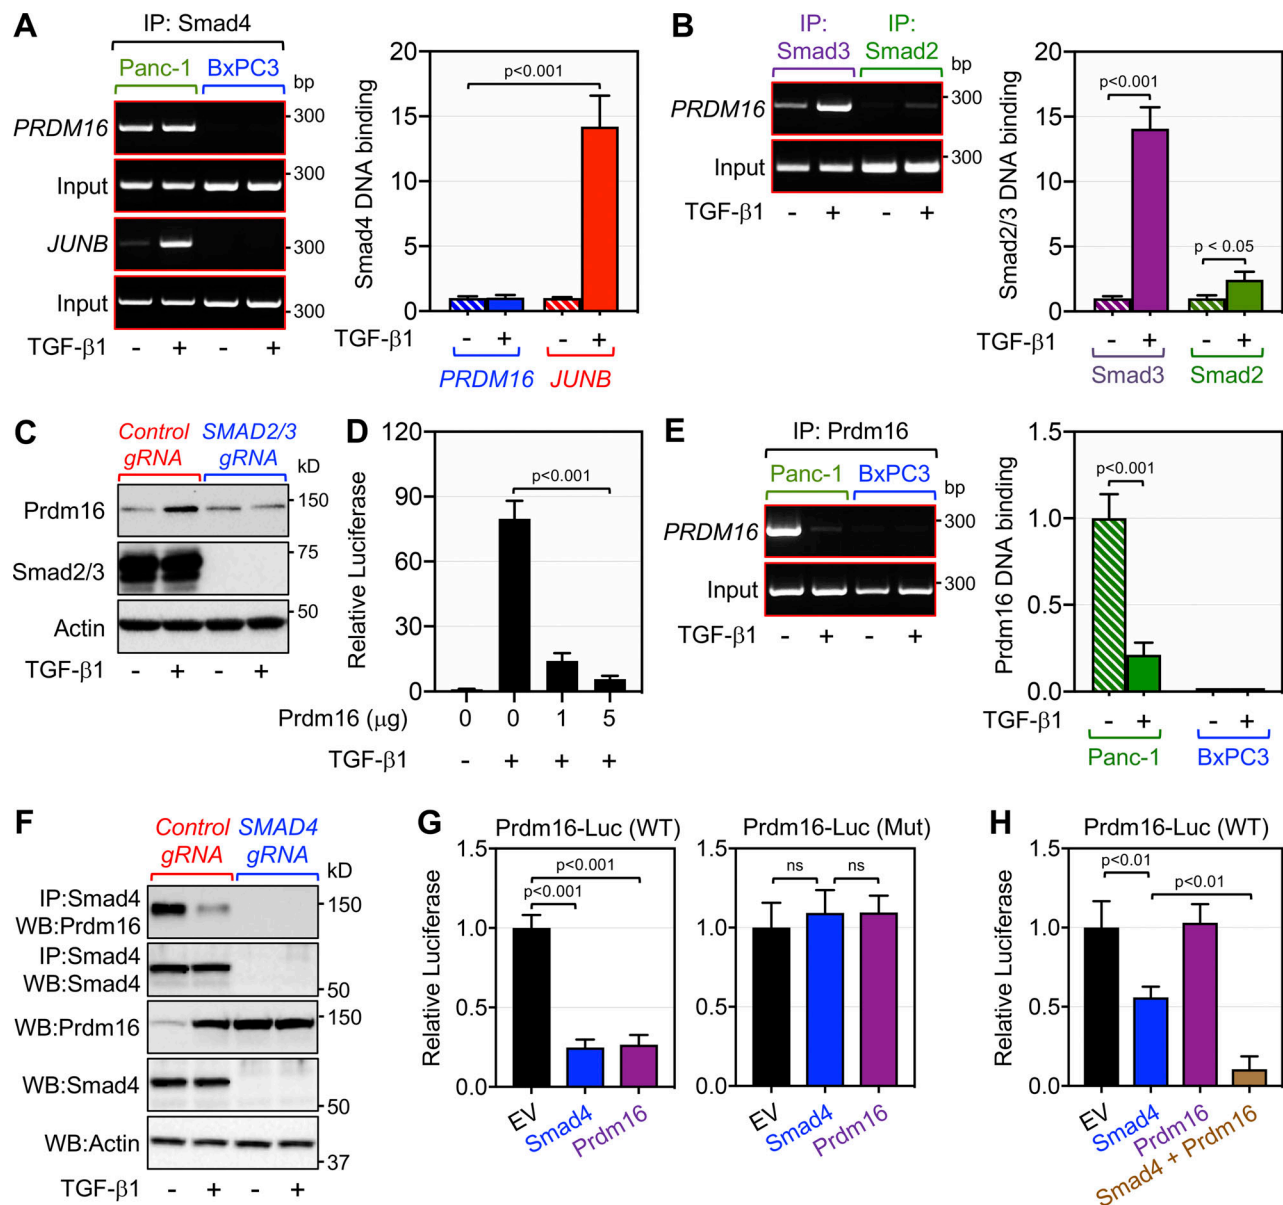 A
IP: Smad4
Panc-1 BxPC3
bp
PRDM16
300
Input
300
JUNB
300
Input
300
TGF-β1 - + - +
Smad4 DNA binding
20
15
10
5
0
p<0.001
TGF-β1 - + - +
PRDM16 JUNB
B
IP: Smad3
IP: Smad2
bp
PRDM16
300
Input
300
TGF-β1 - + - +
Smad2/3 DNA binding
20
15
10
5
0
p<0.001
p < 0.05
TGF-β1 - + - +
Smad3 Smad2
C
Control gRNA
SMAD2/3 gRNA
kD
Prdm16
150
Smad2/3
75
Actin
50
TGF-β1 - + - +
D
Relative Luciferase
120
90
60
30
0
p<0.001
Prdm16 (μg) 0 0 1 5
TGF-β1 - + + +
E
IP: Prdm16
Panc-1 BxPC3
bp
PRDM16
300
Input
300
TGF-β1 - + - +
Prdm16 DNA binding
1.5
1.0
0.5
0.0
p<0.001
TGF-β1 - + - +
Panc-1 BxPC3
F
Control gRNA
SMAD4 gRNA
kD
IP:Smad4
WB:Prdm16
150
IP:Smad4
WB:Smad4
50
WB:Prdm16
150
WB:Smad4
50
WB:Actin
37
TGF-β1 - + - +
G
Prdm16-Luc (WT)
Relative Luciferase
1.5
1.0
0.5
0.0
p<0.001
p<0.001
EV
Smad4
Prdm16
Prdm16-Luc (Mut)
1.5
1.0
0.5
0.0
ns
ns
EV
Smad4
Prdm16
H
Prdm16-Luc (WT)
Relative Luciferase
1.5
1.0
0.5
0.0
p<0.01
p<0.01
EV
Smad4
Prdm16
Smad4 + Prdm16